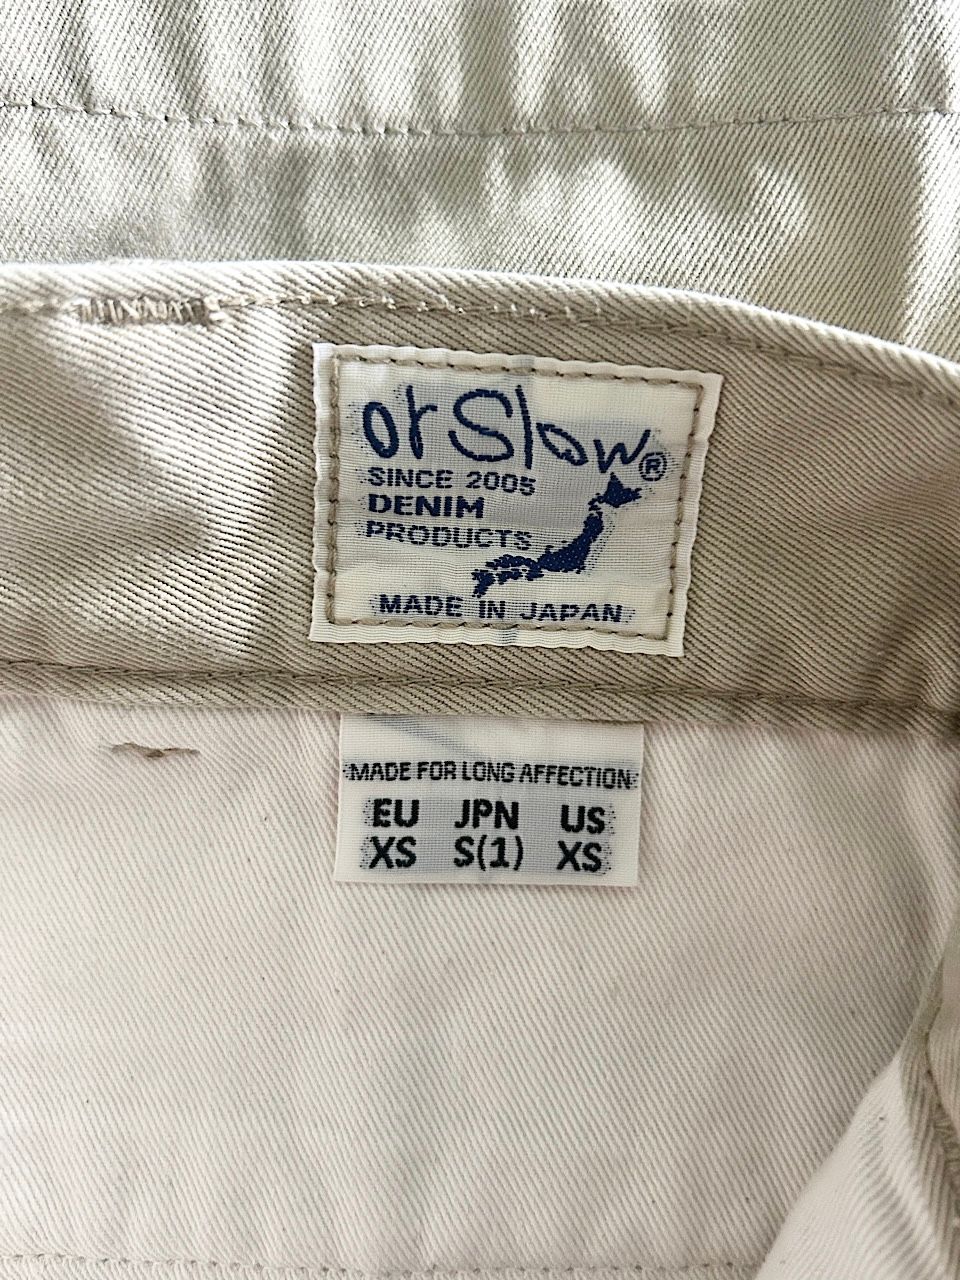 orSlow®
SINCE 2005
DENIM
PRODUCTS
MADE IN JAPAN
MADE FOR LONG AFFECTION
EU JPN US
XS S(1) XS